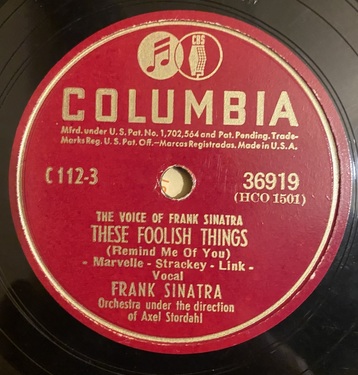 CBS
COLUMBIA
Mfrd. under U.S. Pat. No. 1,702,564 and Pat. Pending. Trade-
Marks Reg. U.S. Pat. Off.—Marcas Registradas. Made in U.S.A.
C 112-3
36919
(HCO 1501)
THE VOICE OF FRANK SINATRA
THESE FOOLISH THINGS
(Remind Me Of You)
- Marvelle - Strackey - Link -
Vocal
FRANK SINATRA
Orchestra under the direction
of Axel Stordahl